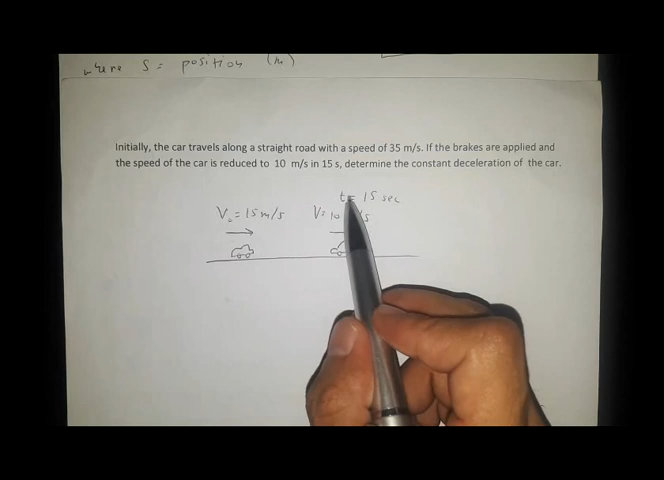 where S = position (m)
Initially, the car travels along a straight road with a speed of 35 m/s. If the brakes are applied and
the speed of the car is reduced to 10 m/s in 15 s, determine the constant deceleration of the car.
t= 15 sec
V₀ = 15 m/s V= 10 /s